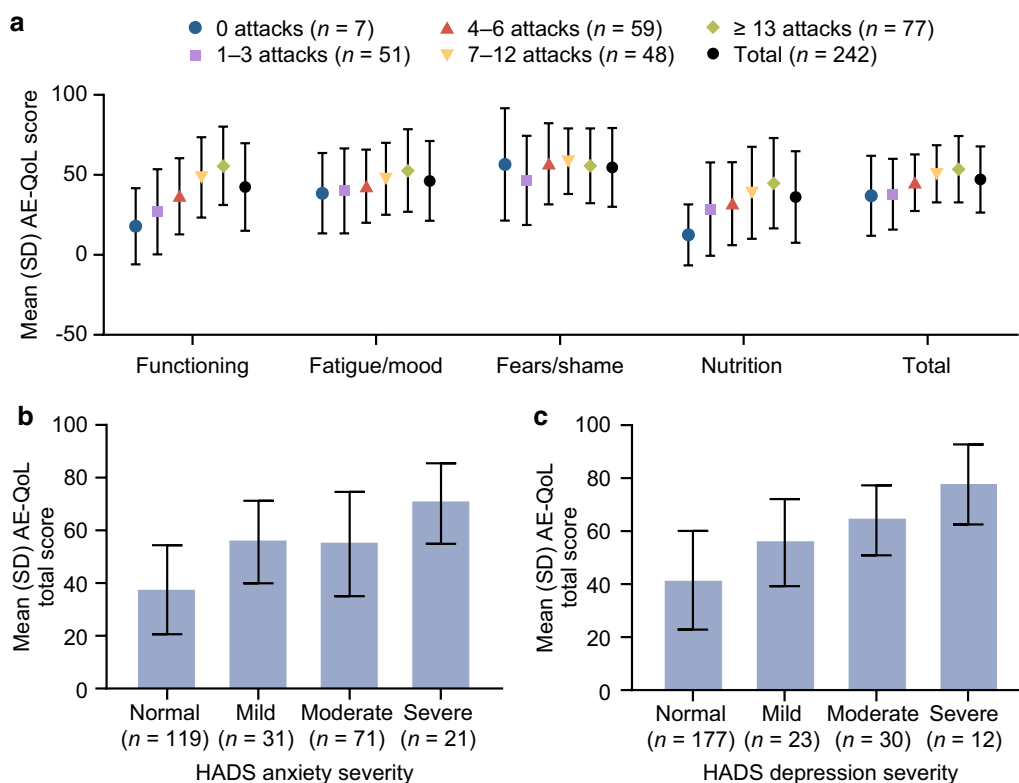 a
0 attacks (n = 7)
4–6 attacks (n = 59)
≥ 13 attacks (n = 77)
1–3 attacks (n = 51)
7–12 attacks (n = 48)
Total (n = 242)
Mean (SD) AE-QoL score
100
50
0
-50
Functioning
Fatigue/mood
Fears/shame
Nutrition
Total
b
Mean (SD) AE-QoL
total score
100
80
60
40
20
0
Normal
(n = 119)
Mild
(n = 31)
Moderate
(n = 71)
Severe
(n = 21)
HADS anxiety severity
c
Mean (SD) AE-QoL
total score
100
80
60
40
20
0
Normal
(n = 177)
Mild
(n = 23)
Moderate
(n = 30)
Severe
(n = 12)
HADS depression severity